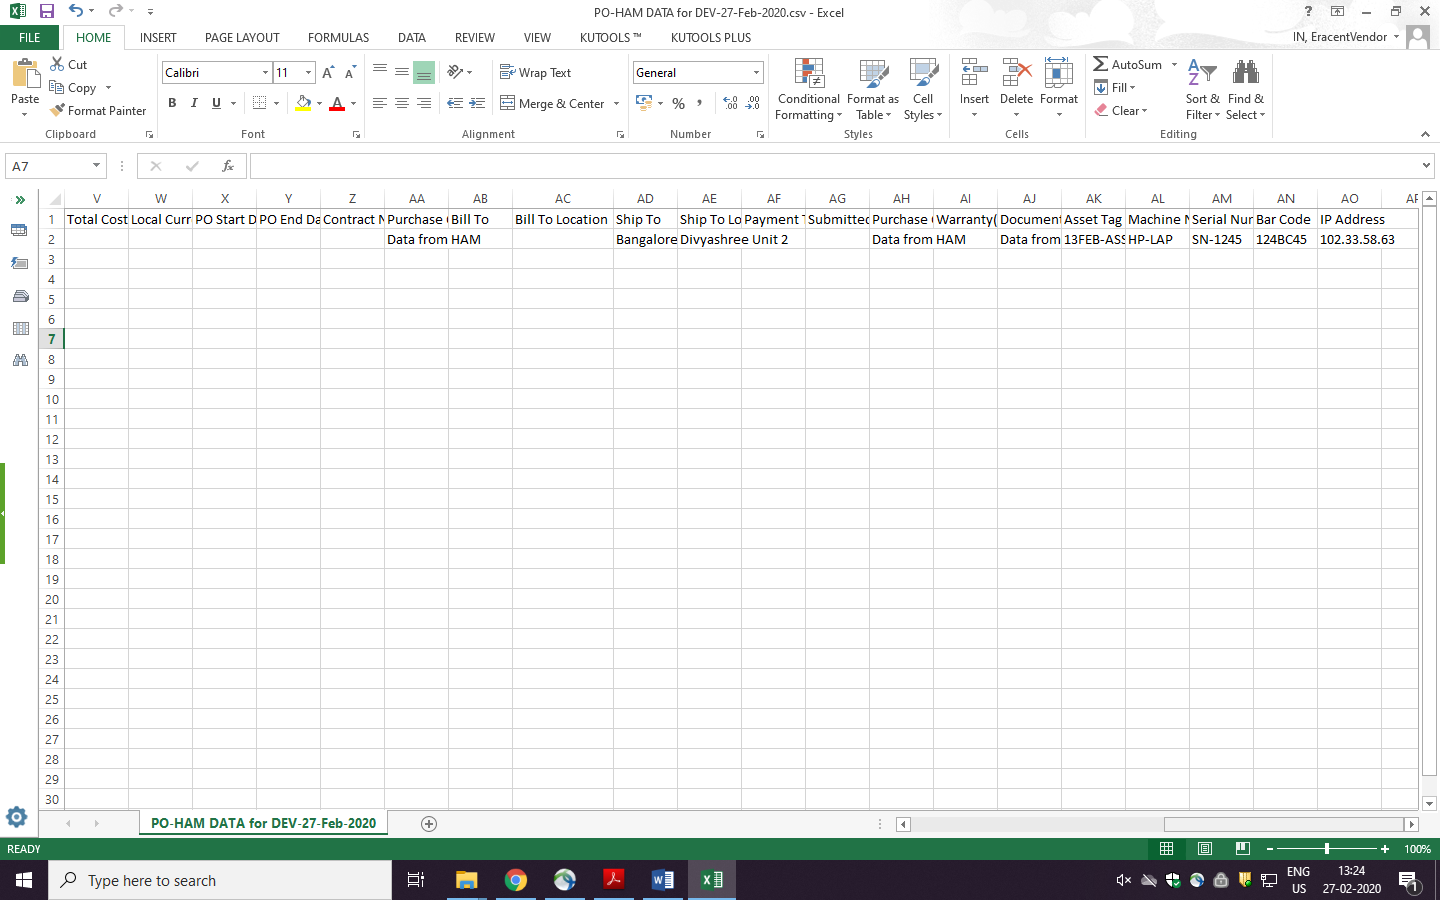 PO-HAM DATA for DEV-27-Feb-2020.csv - Excel
FILE HOME INSERT PAGE LAYOUT FORMULAS DATA REVIEW VIEW KUTOOLS ™ KUTOOLS PLUS IN, EracentVendor
Paste
Cut
Copy
Format Painter
Clipboard
Calibri 11
B I U
Font
Wrap Text
Merge & Center
Alignment
General
Number
Conditional Formatting
Format as Table
Cell Styles
Styles
Insert Delete Format
Cells
AutoSum
Fill
Clear
Sort & Filter
Find & Select
Editing
A7 fx
V W X Y Z AA AB AC AD AE AF AG AH AI AJ AK AL AM AN AO AP
1 Total Cost Local Curr PO Start D PO End Da Contract N Purchase Bill To Bill To Location Ship To Ship To Lo Payment T Submitted Purchase Warranty( Document Asset Tag Machine N Serial Nur Bar Code IP Address
2 Data from HAM Bangalore Divyashree Unit 2 Data from HAM Data from 13FEB-ASS HP-LAP SN-1245 124BC45 102.33.58.63
3
4
5
6
7
8
9
10
11
12
13
14
15
16
17
18
19
20
21
22
23
24
25
26
27
28
29
30
PO-HAM DATA for DEV-27-Feb-2020
READY 100%
Type here to search
ENG
US
13:24
27-02-2020
1